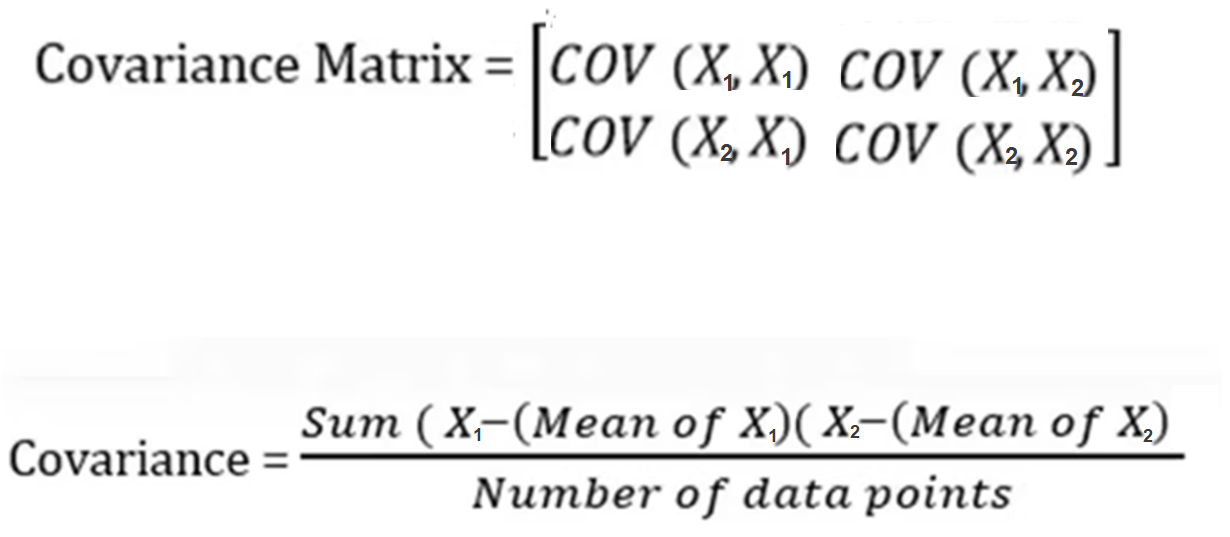 Covariance Matrix = [COV (X₁, X₁) COV (X₁, X₂)
COV (X₂, X₁) COV (X₂, X₂)]
Sum ( X₁−(Mean of X₁)( X₂−(Mean of X₂)
Covariance =
Number of data points